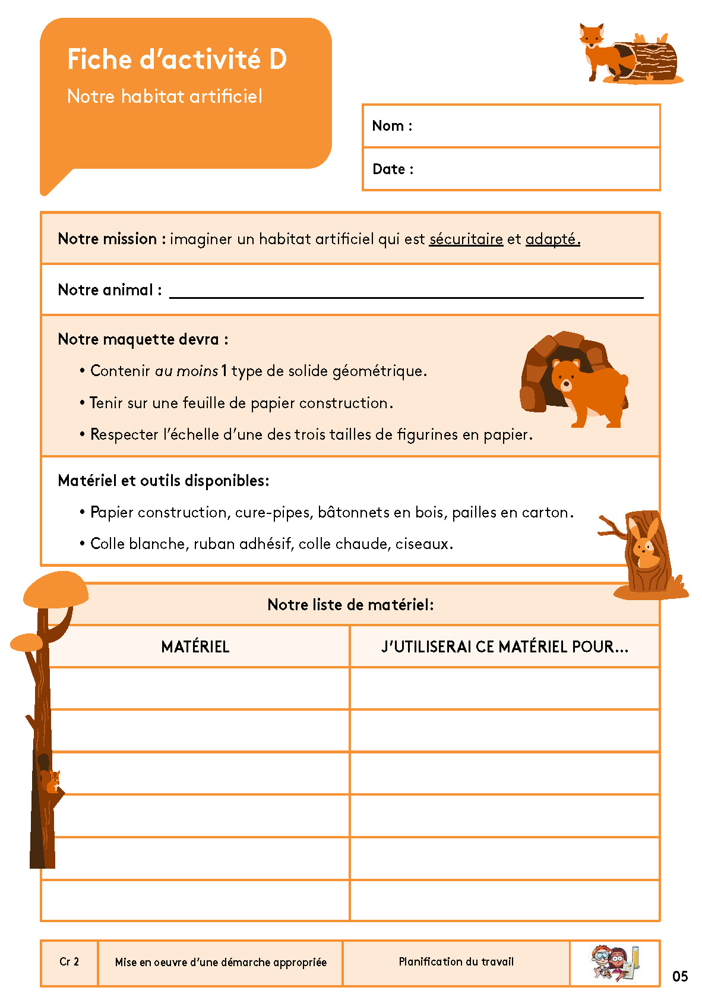 Fiche d’activité D
Notre habitat artificiel
Nom :
Date :
Notre mission : imaginer un habitat artificiel qui est sécuritaire et adapté.
Notre animal :
Notre maquette devra :
• Contenir au moins 1 type de solide géométrique.
• Tenir sur une feuille de papier construction.
• Respecter l’échelle d’une des trois tailles de figurines en papier.
Matériel et outils disponibles:
• Papier construction, cure-pipes, bâtonnets en bois, pailles en carton.
• Colle blanche, ruban adhésif, colle chaude, ciseaux.
Notre liste de matériel:
MATÉRIEL
J’UTILISERAI CE MATÉRIEL POUR...
Cr 2
Mise en oeuvre d’une démarche appropriée
Planification du travail
05